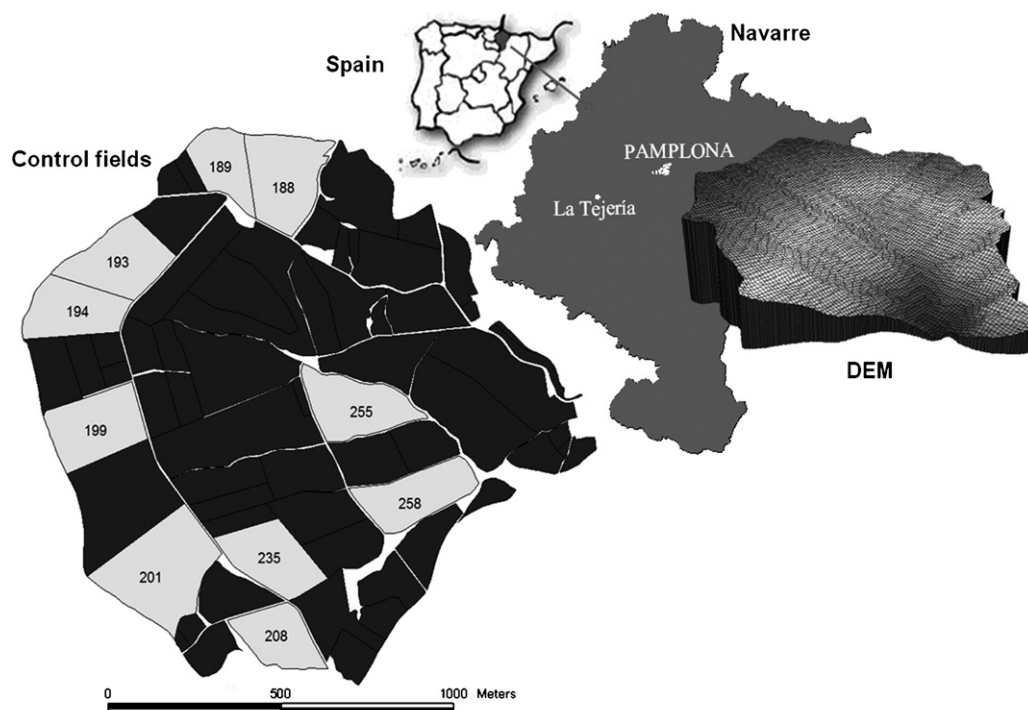 Spain
Navarre
PAMPLONA
La Tejería
DEM
Control fields
189
188
193
194
199
255
258
235
201
208
0 500 1000 Meters